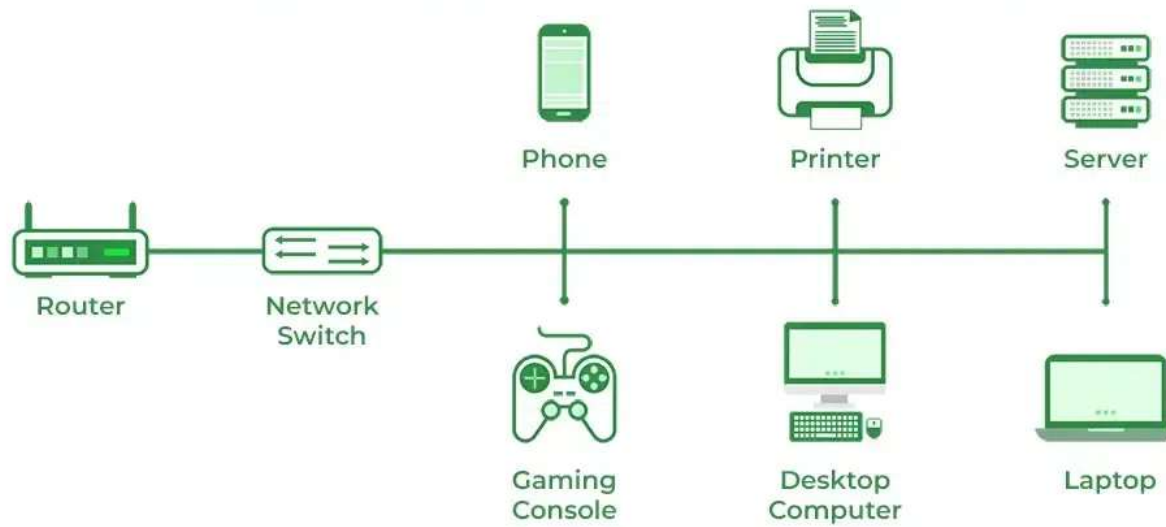 Phone
Printer
Server
Router
Network
Switch
Gaming
Console
Desktop
Computer
Laptop